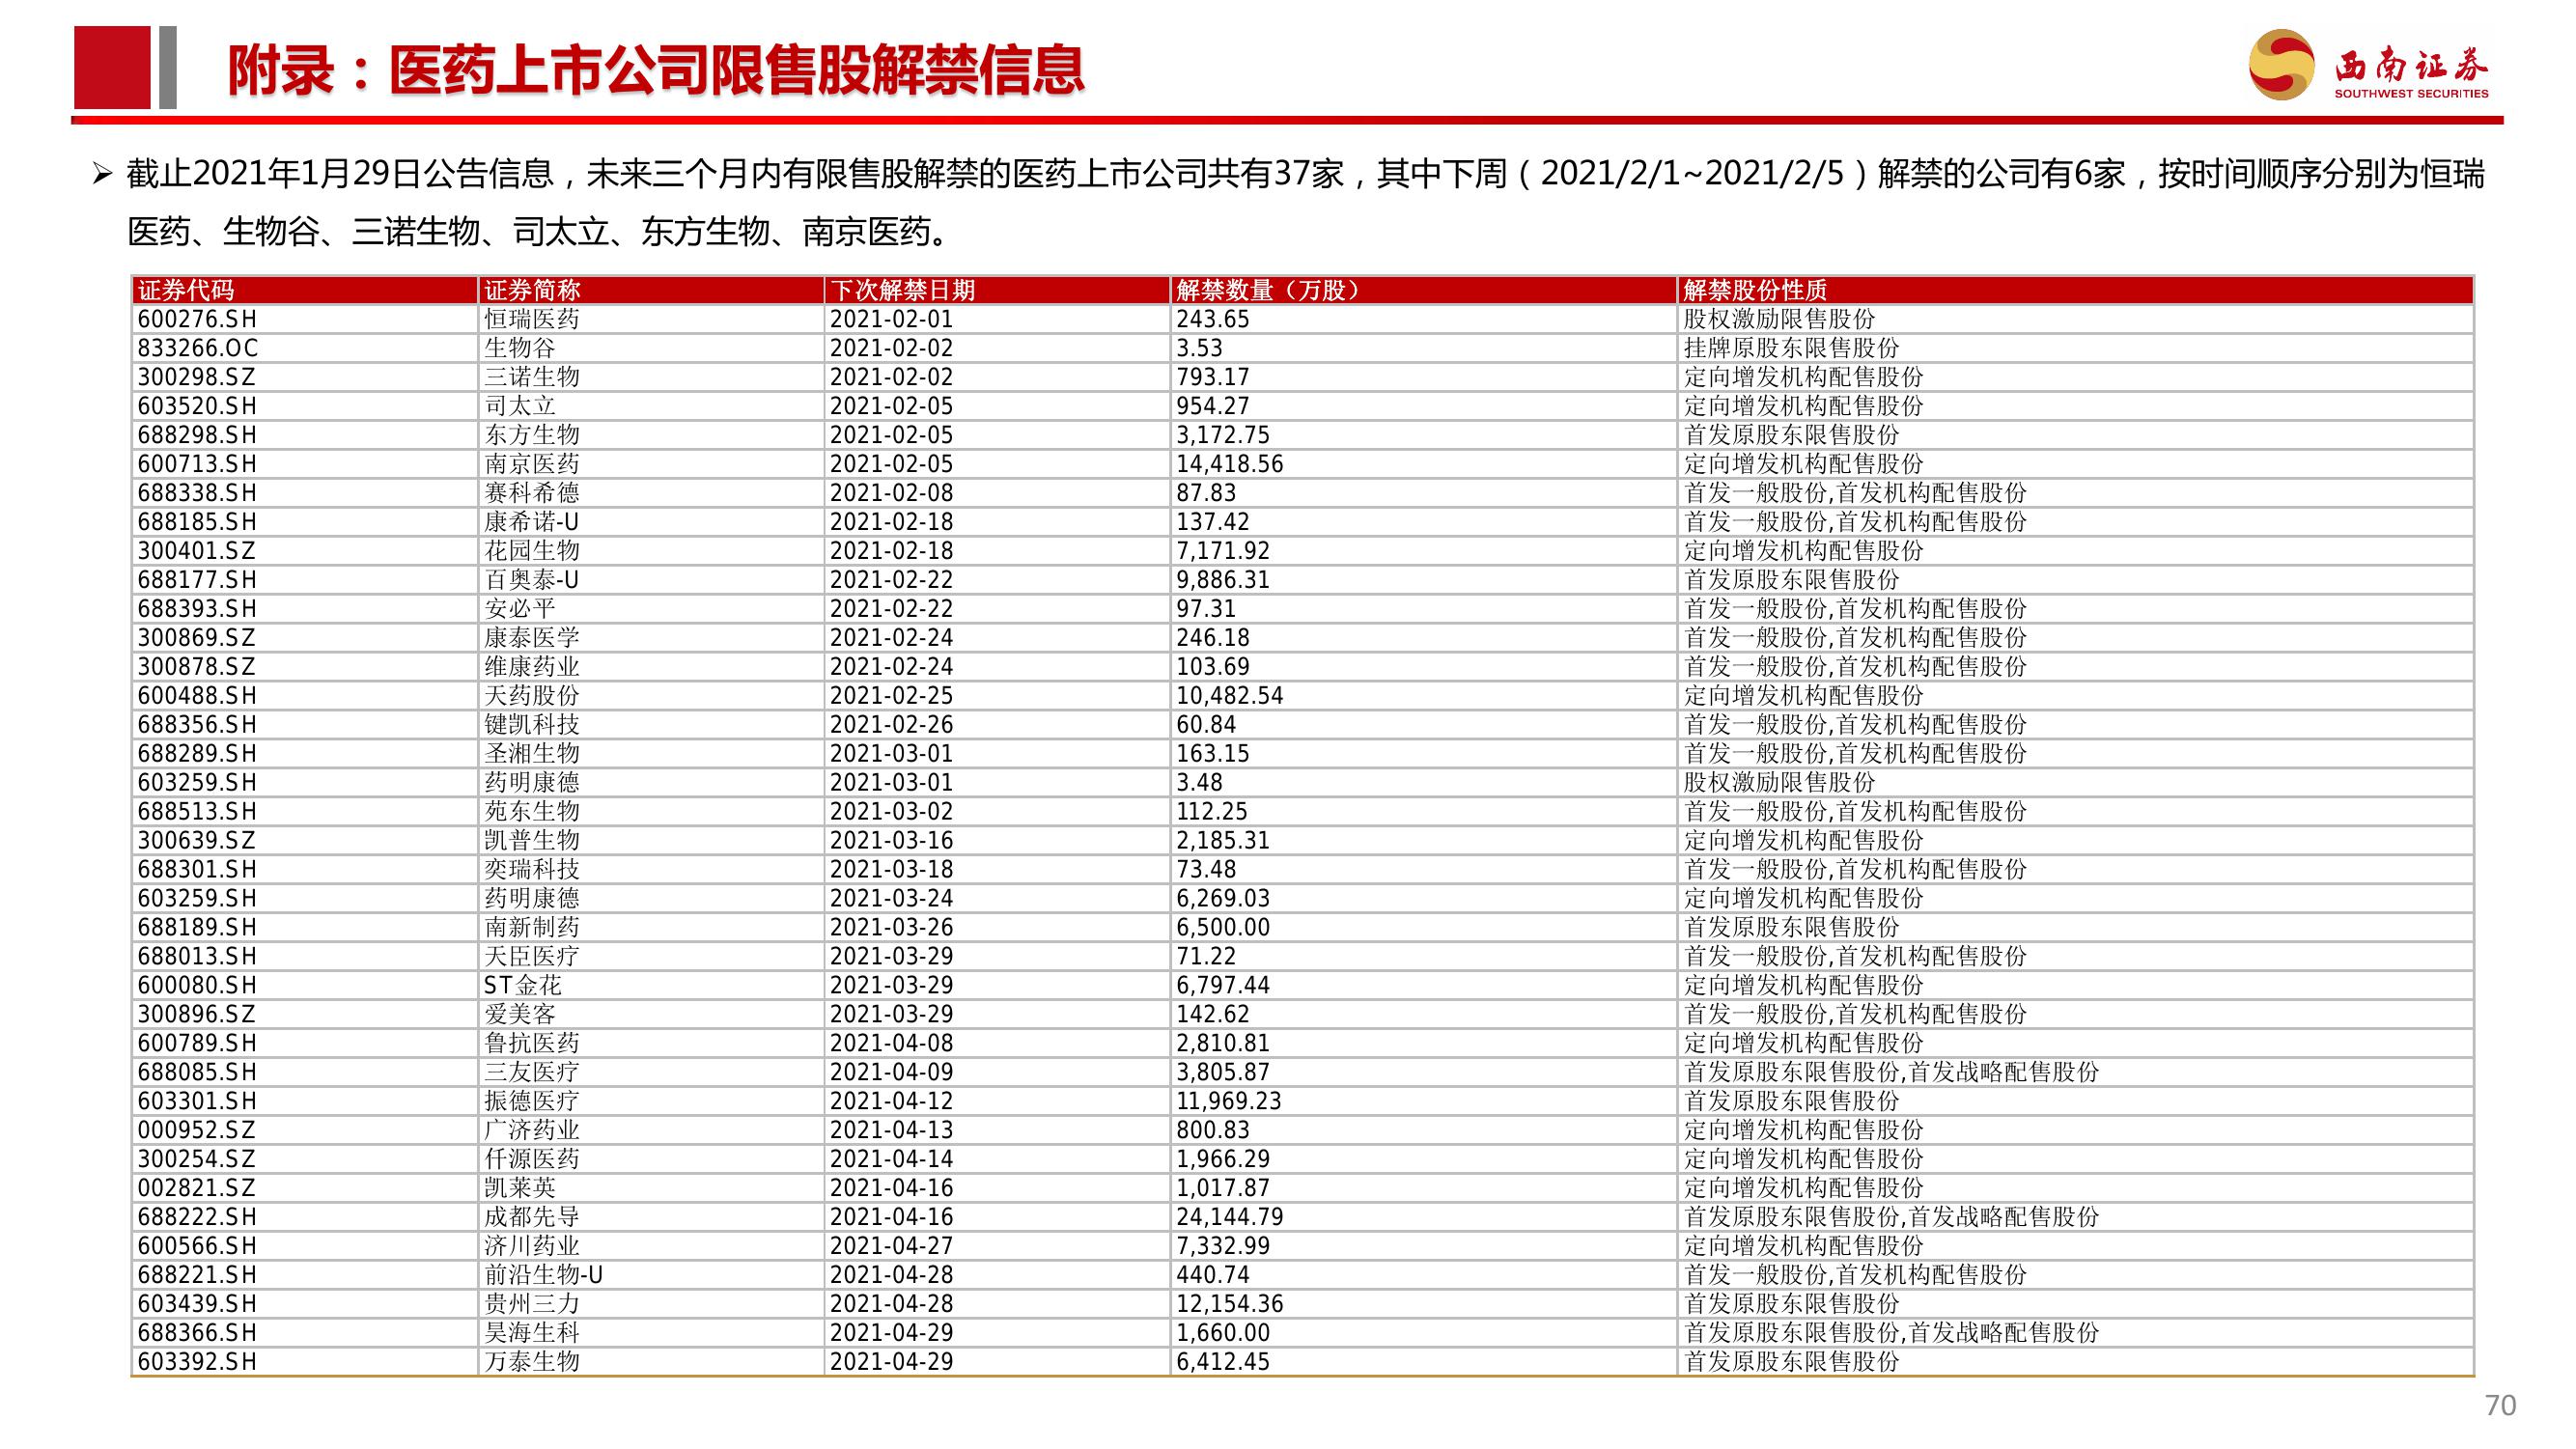 附录：医药上市公司限售股解禁信息
西南证券
SOUTHWEST SECURITIES
➢ 截止2021年1月29日公告信息，未来三个月内有限售股解禁的医药上市公司共有37家，其中下周（2021/2/1~2021/2/5）解禁的公司有6家，按时间顺序分别为恒瑞
医药、生物谷、三诺生物、司太立、东方生物、南京医药。
证券代码 证券简称 下次解禁日期 解禁数量（万股） 解禁股份性质
600276.SH 恒瑞医药 2021-02-01 243.65 股权激励限售股份
833266.OC 生物谷 2021-02-02 3.53 挂牌原股东限售股份
300298.SZ 三诺生物 2021-02-02 793.17 定向增发机构配售股份
603520.SH 司太立 2021-02-05 954.27 定向增发机构配售股份
688298.SH 东方生物 2021-02-05 3,172.75 首发原股东限售股份
600713.SH 南京医药 2021-02-05 14,418.56 定向增发机构配售股份
688338.SH 赛科希德 2021-02-08 87.83 首发一般股份,首发机构配售股份
688185.SH 康希诺-U 2021-02-18 137.42 首发一般股份,首发机构配售股份
300401.SZ 花园生物 2021-02-18 7,171.92 定向增发机构配售股份
688177.SH 百奥泰-U 2021-02-22 9,886.31 首发原股东限售股份
688393.SH 安必平 2021-02-22 97.31 首发一般股份,首发机构配售股份
300869.SZ 康泰医学 2021-02-24 246.18 首发一般股份,首发机构配售股份
300878.SZ 维康药业 2021-02-24 103.69 首发一般股份,首发机构配售股份
600488.SH 天药股份 2021-02-25 10,482.54 定向增发机构配售股份
688356.SH 键凯科技 2021-02-26 60.84 首发一般股份,首发机构配售股份
688289.SH 圣湘生物 2021-03-01 163.15 首发一般股份,首发机构配售股份
603259.SH 药明康德 2021-03-01 3.48 股权激励限售股份
688513.SH 苑东生物 2021-03-02 112.25 首发一般股份,首发机构配售股份
300639.SZ 凯普生物 2021-03-16 2,185.31 定向增发机构配售股份
688301.SH 奕瑞科技 2021-03-18 73.48 首发一般股份,首发机构配售股份
603259.SH 药明康德 2021-03-24 6,269.03 定向增发机构配售股份
688189.SH 南新制药 2021-03-26 6,500.00 首发原股东限售股份
688013.SH 天臣医疗 2021-03-29 71.22 首发一般股份,首发机构配售股份
600080.SH ST金花 2021-03-29 6,797.44 定向增发机构配售股份
300896.SZ 爱美客 2021-03-29 142.62 首发一般股份,首发机构配售股份
600789.SH 鲁抗医药 2021-04-08 2,810.81 定向增发机构配售股份
688085.SH 三友医疗 2021-04-09 3,805.87 首发原股东限售股份,首发战略配售股份
603301.SH 振德医疗 2021-04-12 11,969.23 首发原股东限售股份
000952.SZ 广济药业 2021-04-13 800.83 定向增发机构配售股份
300254.SZ 仟源医药 2021-04-14 1,966.29 定向增发机构配售股份
002821.SZ 凯莱英 2021-04-16 1,017.87 定向增发机构配售股份
688222.SH 成都先导 2021-04-16 24,144.79 首发原股东限售股份,首发战略配售股份
600566.SH 济川药业 2021-04-27 7,332.99 定向增发机构配售股份
688221.SH 前沿生物-U 2021-04-28 440.74 首发一般股份,首发机构配售股份
603439.SH 贵州三力 2021-04-28 12,154.36 首发原股东限售股份
688366.SH 昊海生科 2021-04-29 1,660.00 首发原股东限售股份,首发战略配售股份
603392.SH 万泰生物 2021-04-29 6,412.45 首发原股东限售股份
70